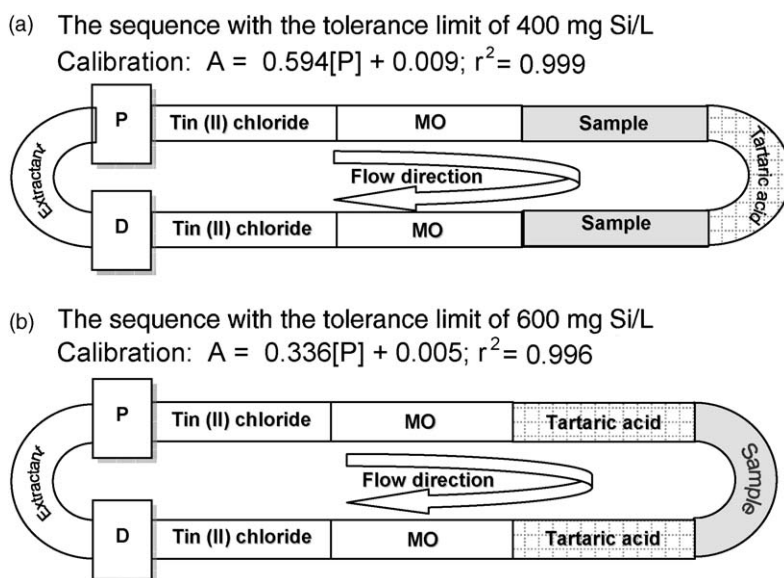 (a) The sequence with the tolerance limit of 400 mg Si/L
Calibration: A = 0.594[P] + 0.009; r² = 0.999
P Tin (II) chloride MO Sample
Extractant
Tartaric acid
Flow direction
D Tin (II) chloride MO Sample
(b) The sequence with the tolerance limit of 600 mg Si/L
Calibration: A = 0.336[P] + 0.005; r² = 0.996
P Tin (II) chloride MO Tartaric acid
Extractant
Sample
Flow direction
D Tin (II) chloride MO Tartaric acid